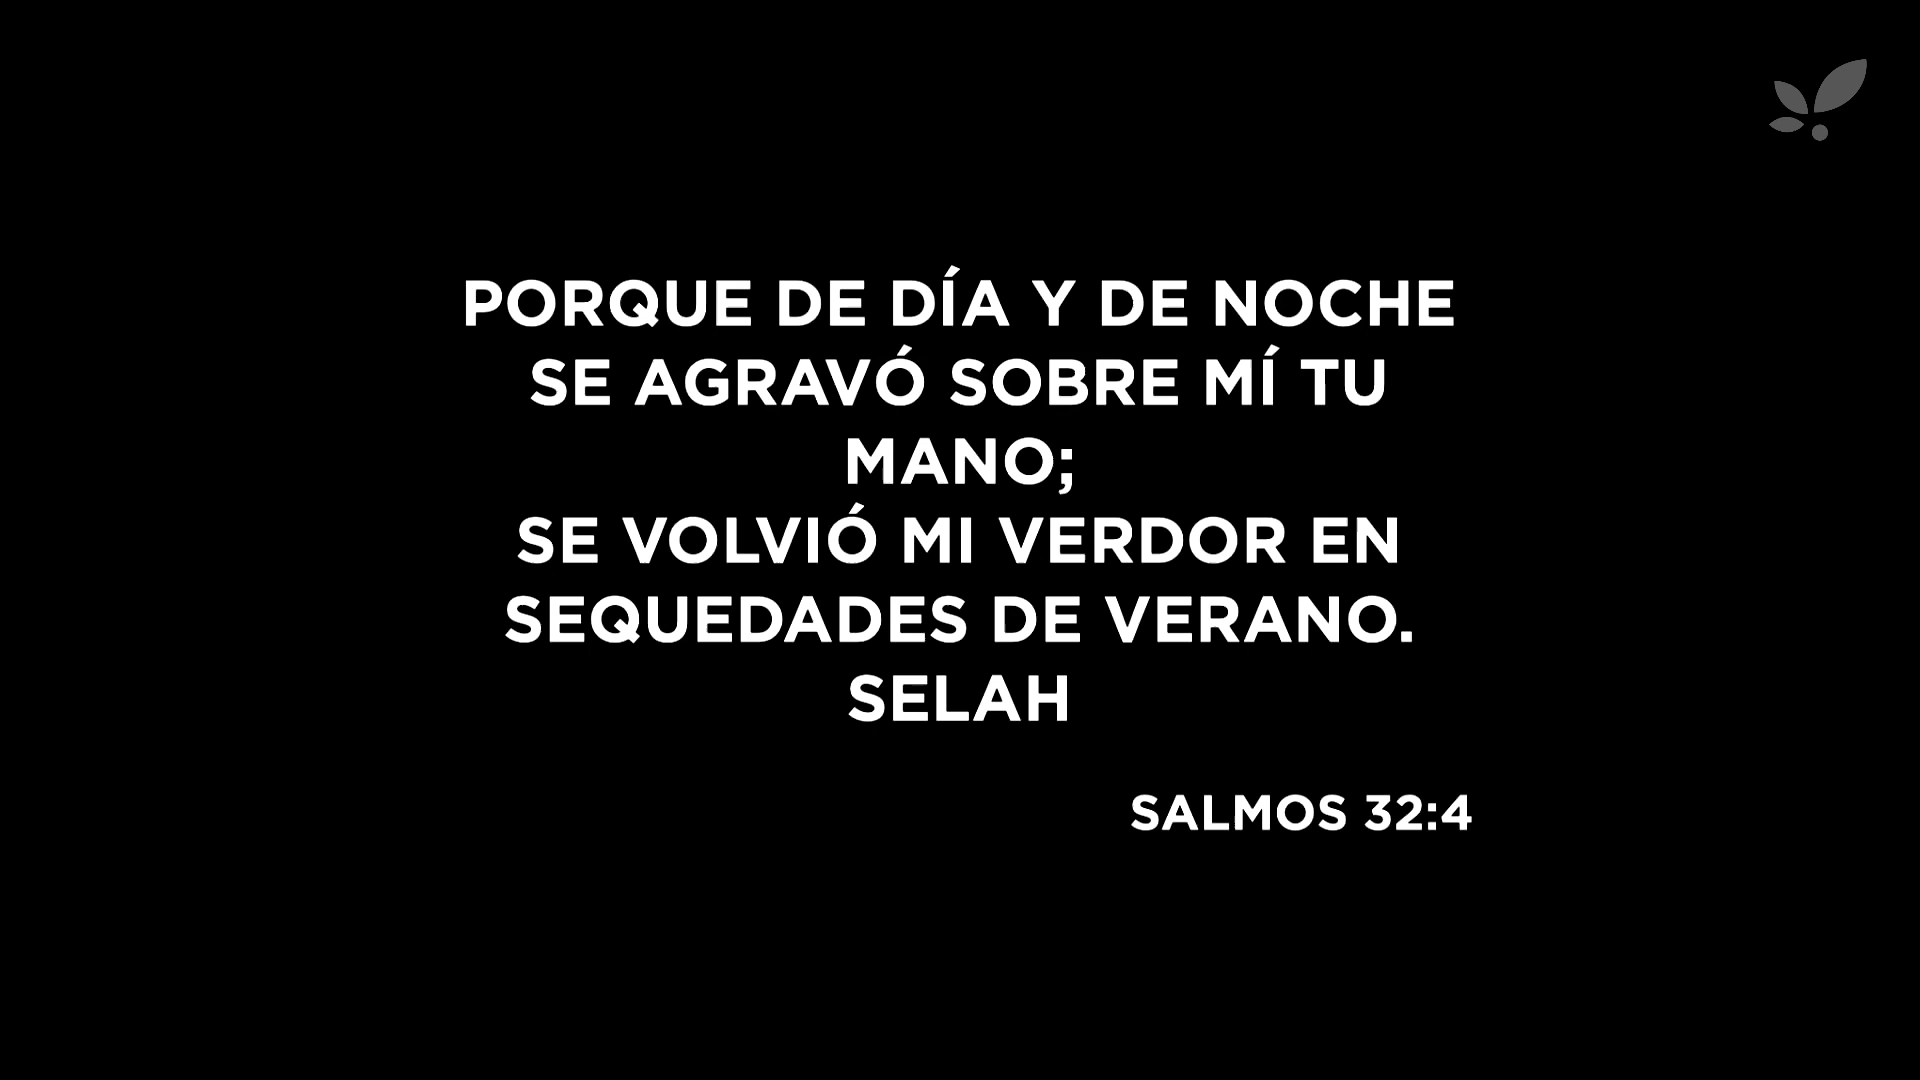 PORQUE DE DÍA Y DE NOCHE
SE AGRAVÓ SOBRE MÍ TU
MANO;
SE VOLVIÓ MI VERDOR EN
SEQUEDADES DE VERANO.
SELAH
SALMOS 32:4